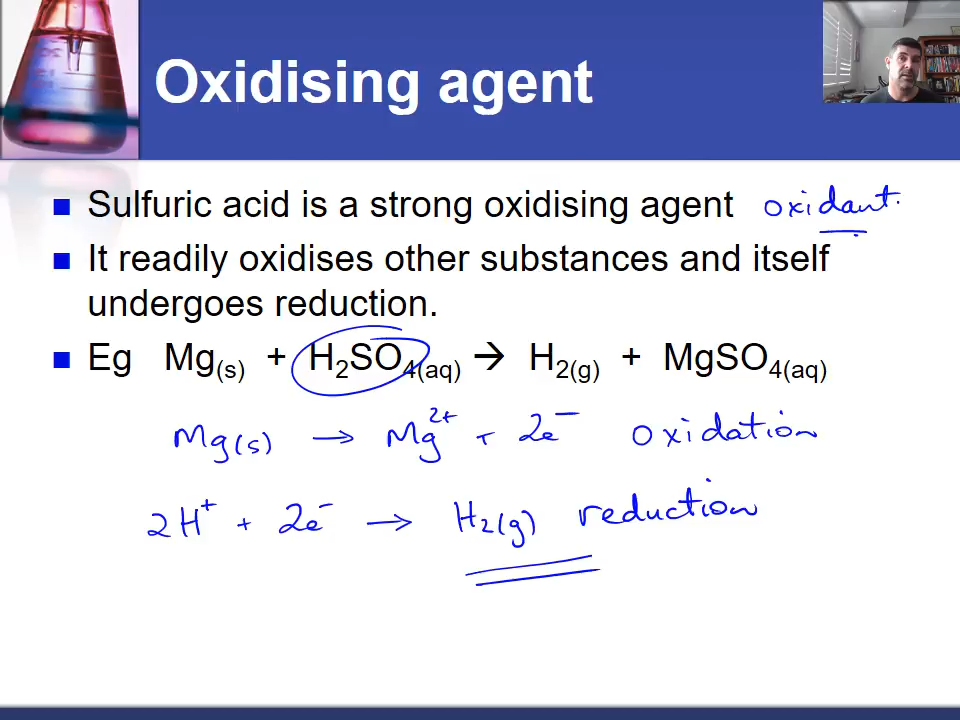 Oxidising agent
■ Sulfuric acid is a strong oxidising agent oxidant.
■ It readily oxidises other substances and itself
undergoes reduction.
■ Eg Mg(s) + H2SO4(aq) → H2(g) + MgSO4(aq)
Mg(s) → Mg²⁺ + 2e⁻ oxidation
2H⁺ + 2e⁻ → H2(g) reduction